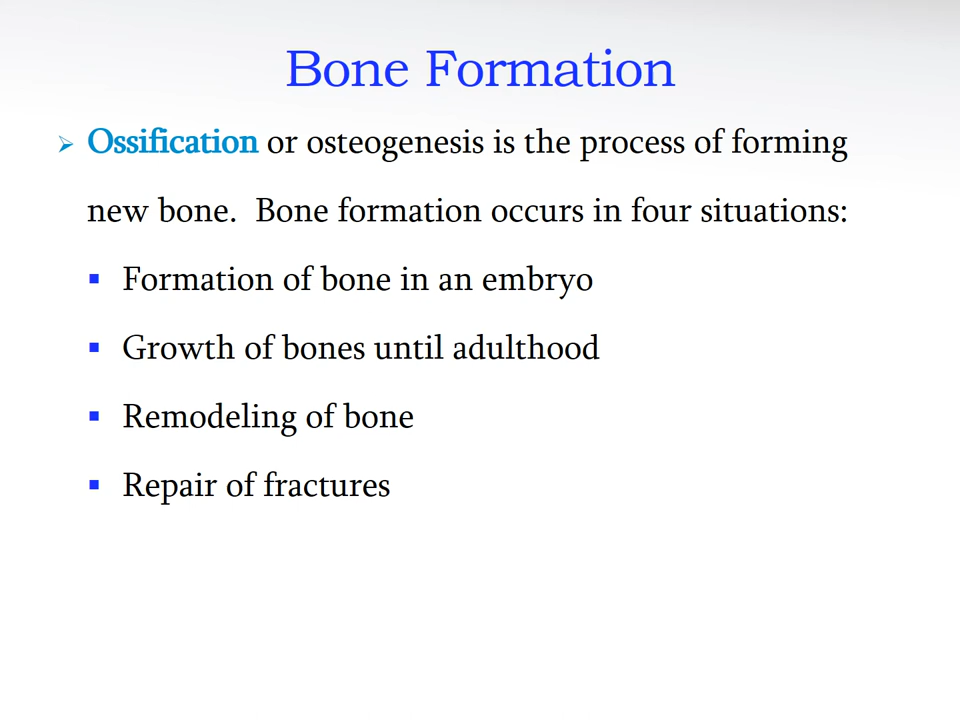 Bone Formation
Ossification or osteogenesis is the process of forming
new bone.  Bone formation occurs in four situations:
Formation of bone in an embryo
Growth of bones until adulthood
Remodeling of bone
Repair of fractures